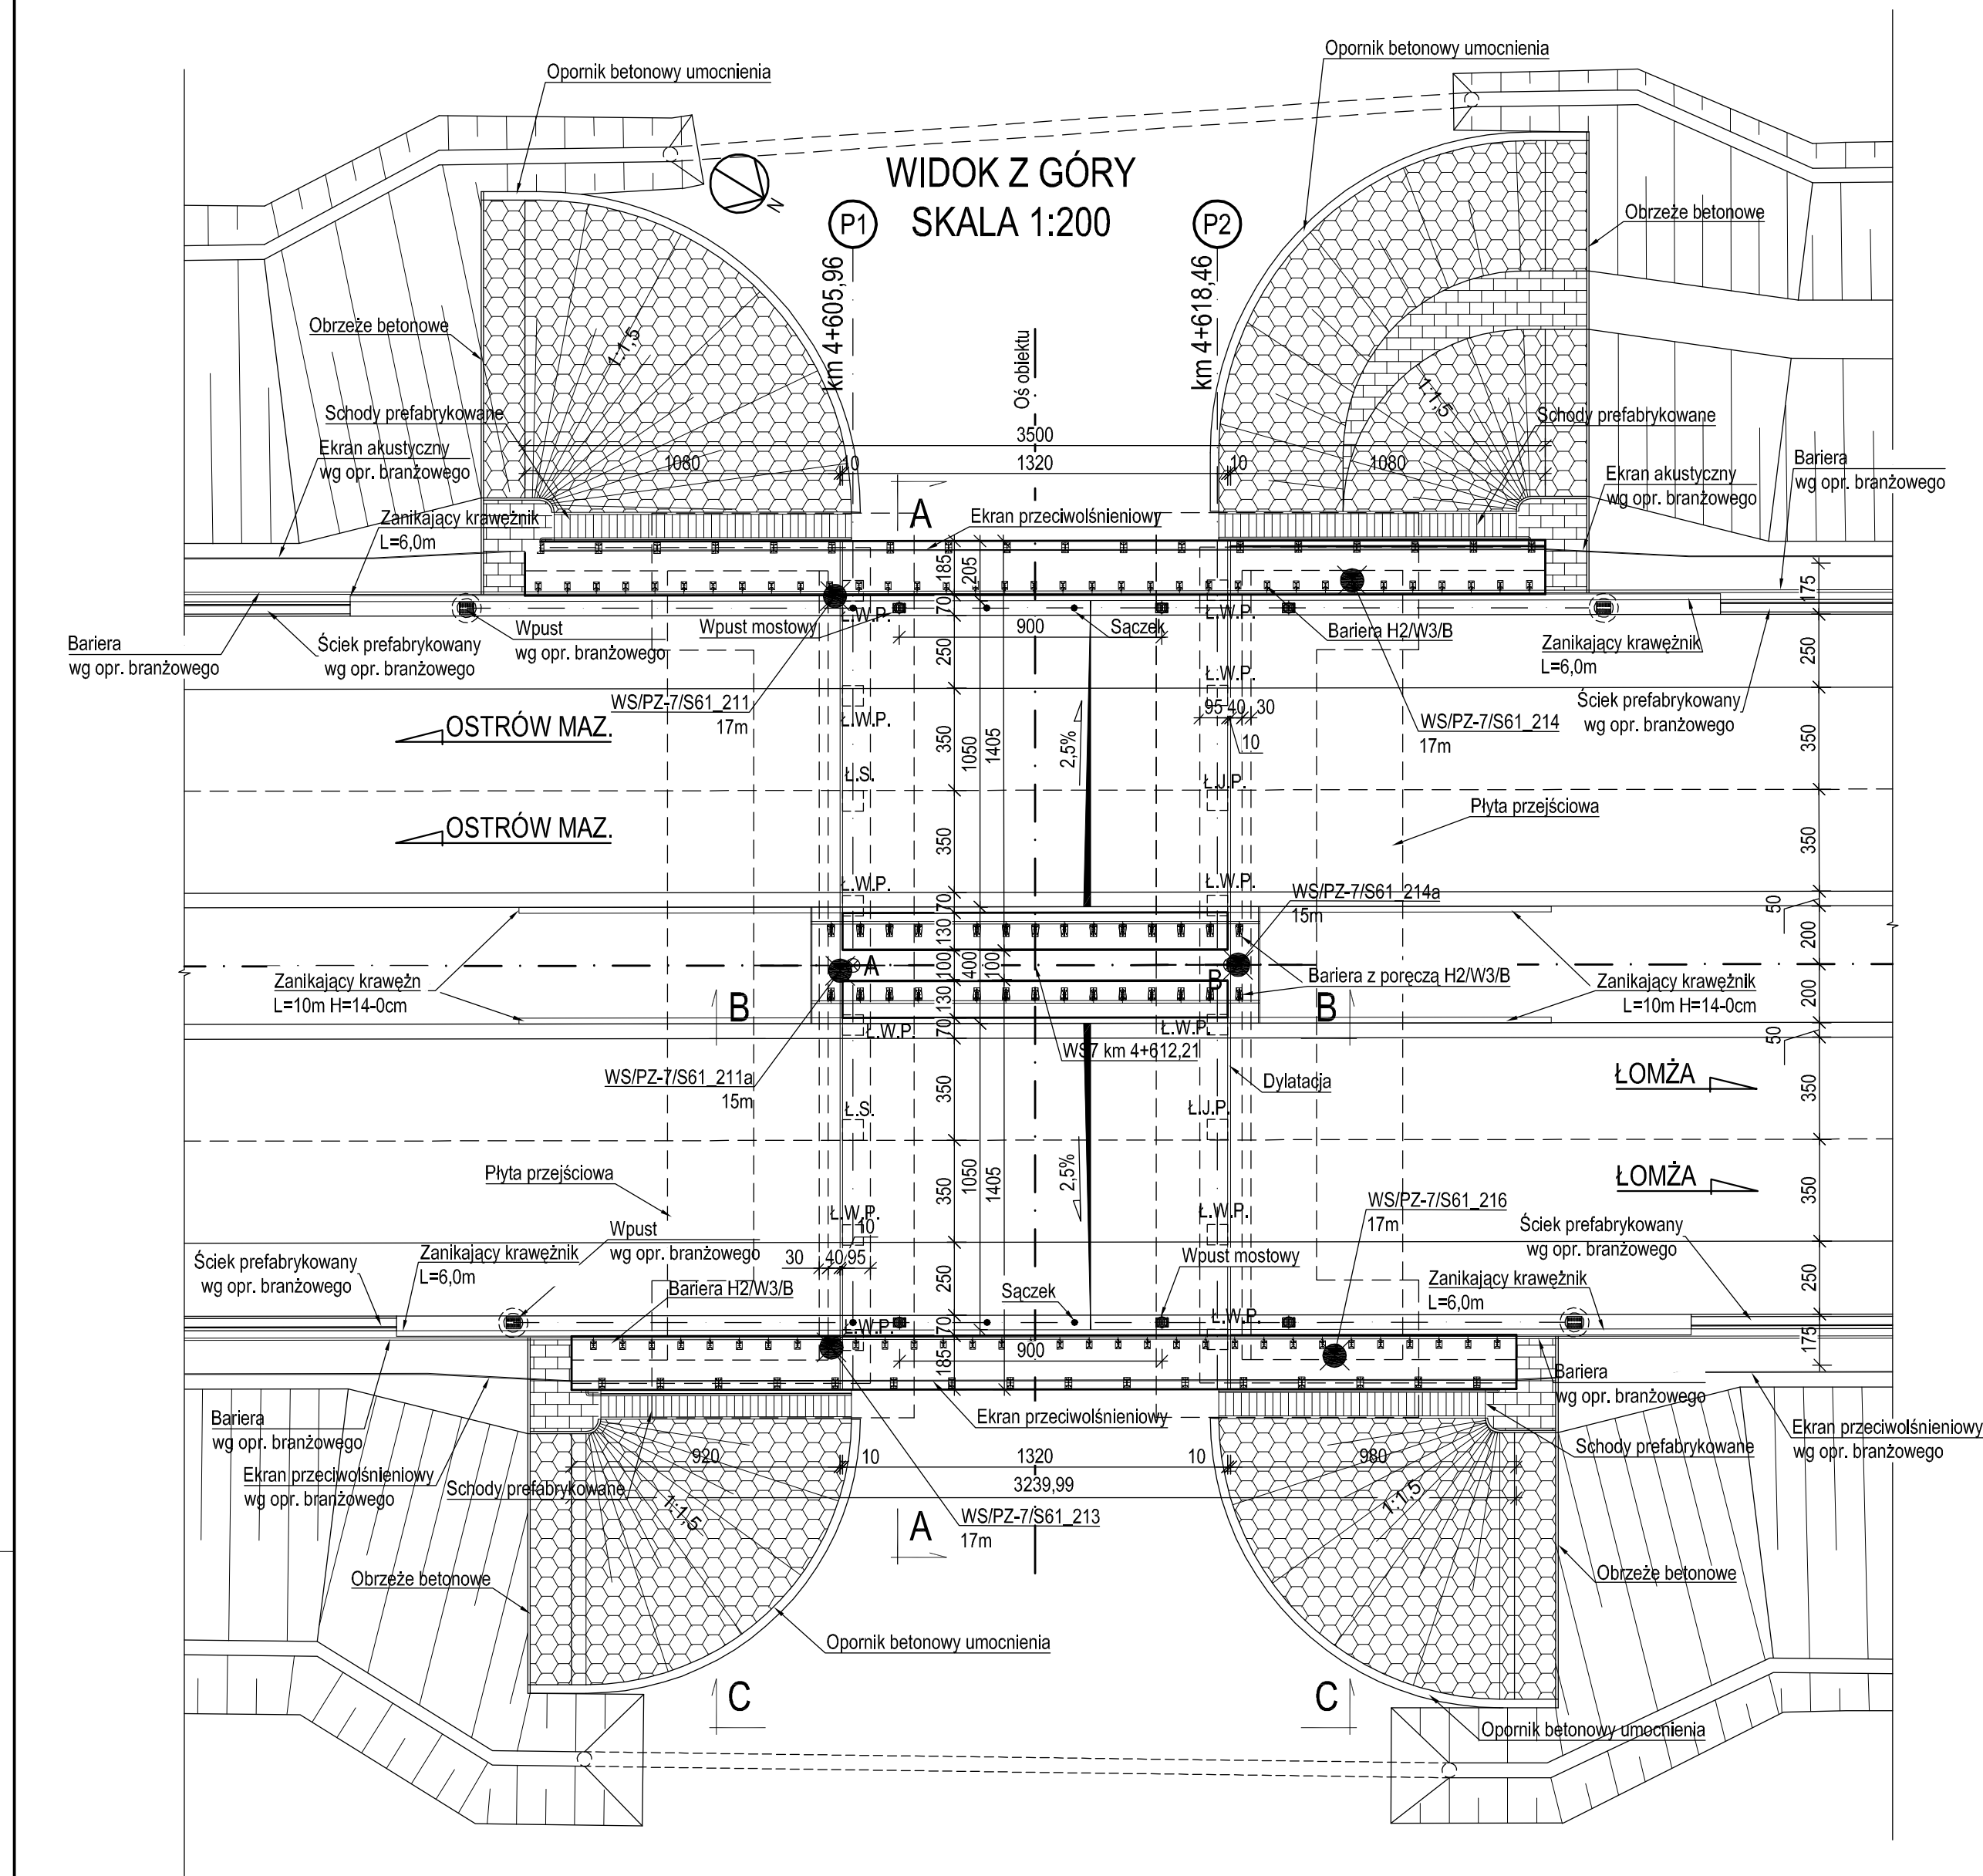 Opornik betonowy umocnienia
Opornik betonowy umocnienia
WIDOK Z GÓRY
SKALA 1:200
N
P1
P2
km 4+605,96
km 4+618,46
Oś obiektu
Obrzeże betonowe
Obrzeże betonowe
1:1,5
1:1,5
Schody prefabrykowane
Schody prefabrykowane
Ekran akustyczny
wg opr. branżowego
Ekran akustyczny
wg opr. branżowego
Bariera
wg opr. branżowego
3500
1080
10
1320
10
1080
A
Zanikający krawężnik
L=6,0m
Ekran przeciwolśnieniowy
185
205
70
175
Bariera
wg opr. branżowego
Ściek prefabrykowany
wg opr. branżowego
Wpust
wg opr. branżowego
Wpust mostowy
Ł.W.P.
900
Sączek
Ł.W.P.
Bariera H2/W3/B
Zanikający krawężnik
L=6,0m
Ściek prefabrykowany
wg opr. branżowego
250
250
WS/PZ-7/S61_211
17m
Ł.W.P.
Ł.W.P.
95
40
30
10
WS/PZ-7/S61_214
17m
OSTRÓW MAZ.
350
1050
1405
2,5%
350
Ł.S.
Ł.J.P.
Płyta przejściowa
OSTRÓW MAZ.
350
350
Ł.W.P.
Ł.W.P.
WS/PZ-7/S61_214a
15m
70
130
100
130
70
400
1100
50
200
200
50
A
B
Zanikający krawężn
L=10m H=14-0cm
Bariera z poręczą H2/W3/B
Zanikający krawężnik
L=10m H=14-0cm
B
B
Ł.W.P.
Ł.W.P.
WS7 km 4+612,21
WS/PZ-7/S61_211a
15m
Dylatacja
ŁOMŻA
350
350
Ł.S.
Ł.J.P.
Płyta przejściowa
350
1050
1405
2,5%
ŁOMŻA
350
WS/PZ-7/S61_216
17m
Ł.W.P.
Ł.W.P.
10
30
40
95
Wpust
wg opr. branżowego
Zanikający krawężnik
L=6,0m
Ściek prefabrykowany
wg opr. branżowego
Wpust mostowy
Ściek prefabrykowany
wg opr. branżowego
Zanikający krawężnik
L=6,0m
250
250
Bariera H2/W3/B
Sączek
Ł.W.P.
Ł.W.P.
70
900
185
175
Bariera
wg opr. branżowego
Bariera
wg opr. branżowego
Ekran przeciwolśnieniowy
wg opr. branżowego
Ekran przeciwolśnieniowy
Ekran przeciwolśnieniowy
wg opr. branżowego
Schody prefabrykowane
Schody prefabrykowane
920
10
1320
10
980
3239,99
1:1,5
1:1,5
WS/PZ-7/S61_213
17m
A
Obrzeże betonowe
Obrzeże betonowe
Opornik betonowy umocnienia
C
C
Opornik betonowy umocnienia